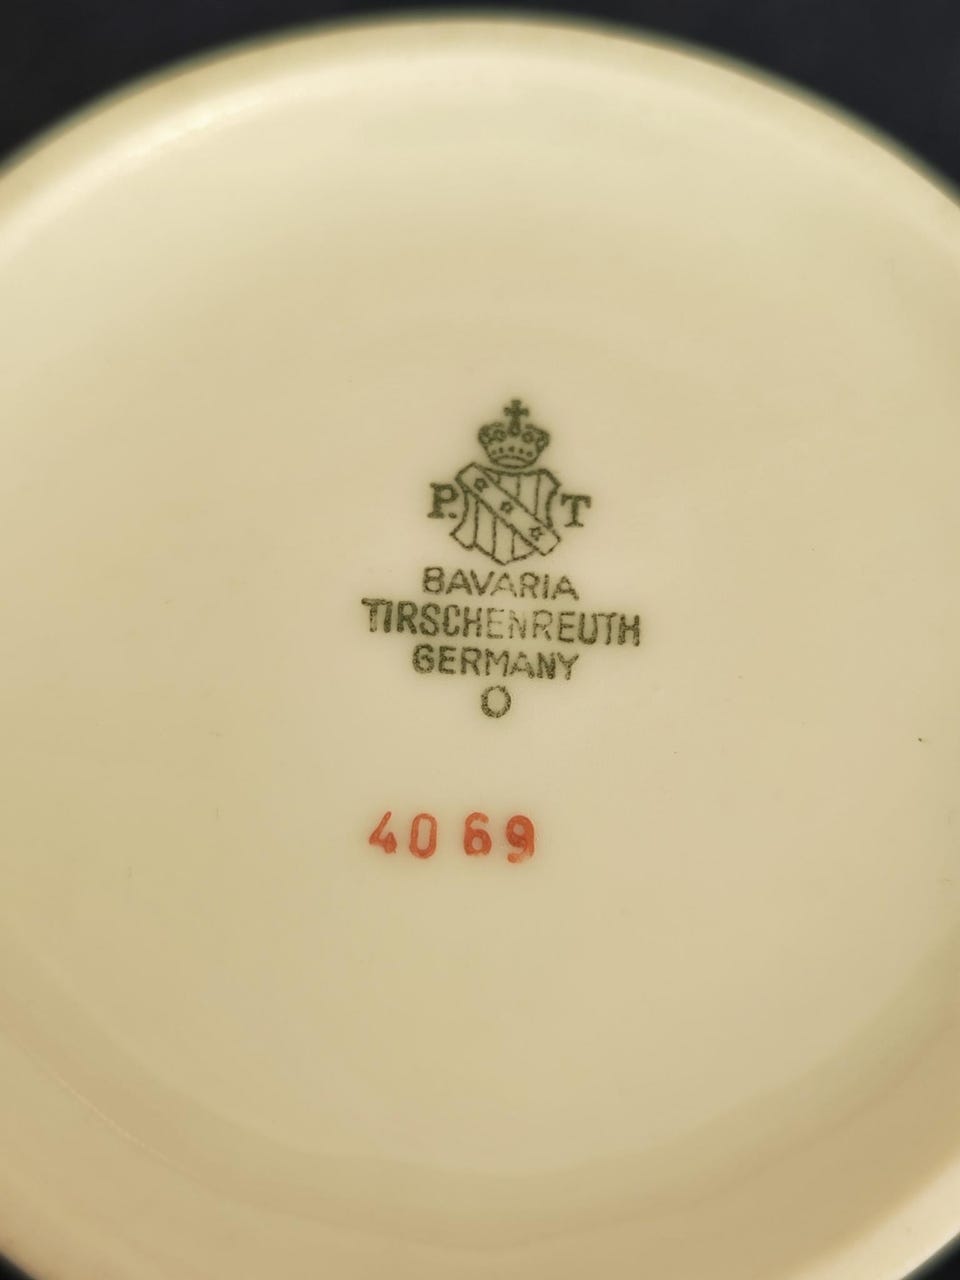 P. T
BAVARIA
TIRSCHENREUTH
GERMANY
O
4069